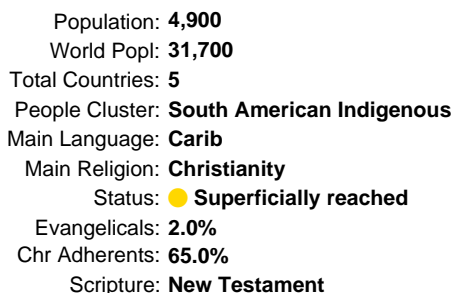 Population: 4,900
World Popl: 31,700
Total Countries: 5
People Cluster: South American Indigenous
Main Language: Carib
Main Religion: Christianity
Status: Superficially reached
Evangelicals: 2.0%
Chr Adherents: 65.0%
Scripture: New Testament